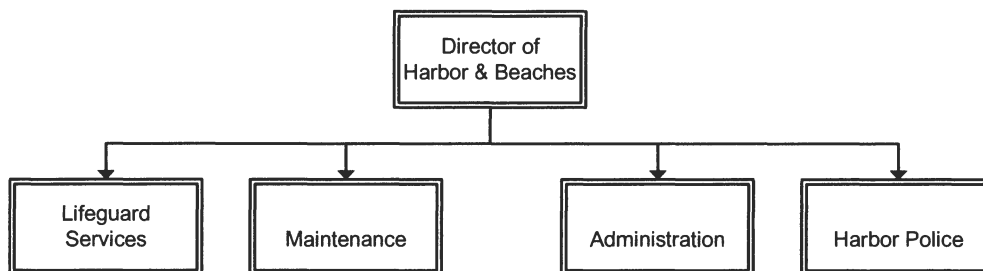 Director of
Harbor & Beaches
Lifeguard
Services
Maintenance
Administration
Harbor Police